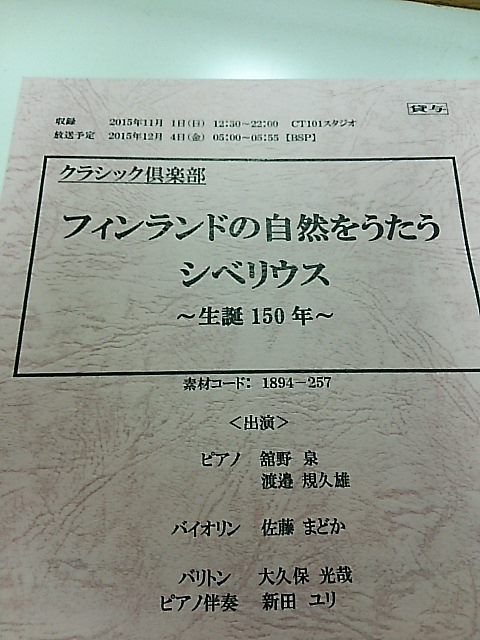 貸与
収録 2015年11月 1日(日) 12:30～22:00 CT101スタジオ
放送予定 2015年12月 4日(金) 05:00～05:55 【BSP】
クラシック倶楽部
フィンランドの自然をうたう
シベリウス
～生誕 150 年～
素材コード: 1894－257
＜出演＞
ピアノ 舘野 泉
渡邉 規久雄
バイオリン 佐藤 まどか
バリトン 大久保 光哉
ピアノ伴奏 新田 ユリ